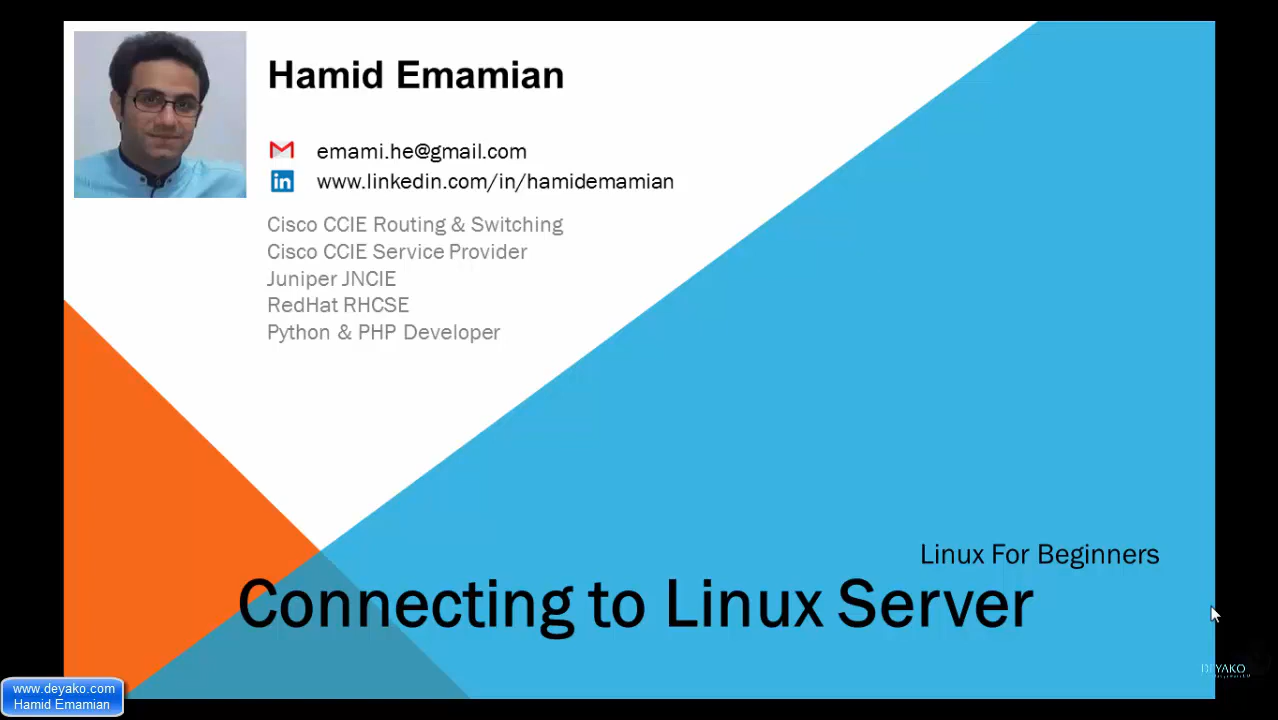 Hamid Emamian
emami.he@gmail.com
in www.linkedin.com/in/hamidemamian
Cisco CCIE Routing & Switching
Cisco CCIE Service Provider
Juniper JNCIE
RedHat RHCSE
Python & PHP Developer
Linux For Beginners
Connecting to Linux Server
DEYAKO
www.deyako.com
Hamid Emamian